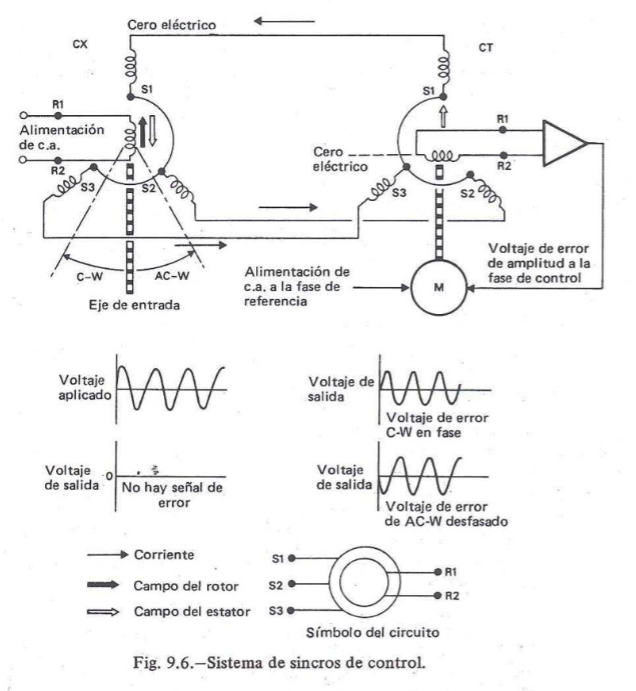 Cero eléctrico
CX
CT
S1
S1
R1
R1
Alimentación
de c.a.
Cero
eléctrico
R2
R2
S3
S2
S3
S2
C-W
AC-W
Eje de entrada
Alimentación de
c.a. a la fase de
referencia
M
Voltaje de error
de amplitud a la
fase de control
Voltaje
aplicado
Voltaje de
salida
Voltaje de error
C-W en fase
Voltaje
de salida
0
No hay señal de
error
Voltaje
de salida
Voltaje de error
de AC-W desfasado
Corriente
Campo del rotor
Campo del estator
S1
S2
S3
R1
R2
Símbolo del circuito
Fig. 9.6.—Sistema de sincros de control.